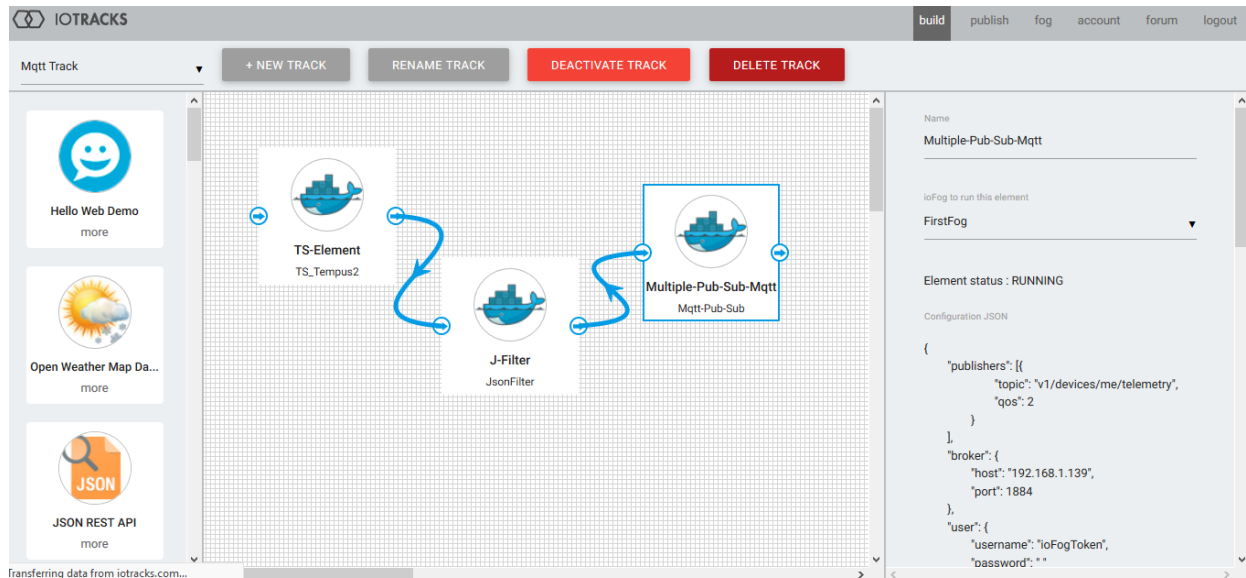 IOTRACKS
build publish fog account forum logout
Mqtt Track
+ NEW TRACK RENAME TRACK DEACTIVATE TRACK DELETE TRACK
Hello Web Demo
more
Open Weather Map Da...
more
JSON
JSON REST API
more
TS-Element
TS_Tempus2
J-Filter
JsonFilter
Multiple-Pub-Sub-Mqtt
Mqtt-Pub-Sub
Name
Multiple-Pub-Sub-Mqtt
ioFog to run this element
FirstFog
Element status : RUNNING
Configuration JSON
{
"publishers": [{
"topic": "v1/devices/me/telemetry",
"qos": 2
}
],
"broker": {
"host": "192.168.1.139",
"port": 1884
},
"user": {
"username": "ioFogToken",
"password": " "
Transferring data from iotracks.com...